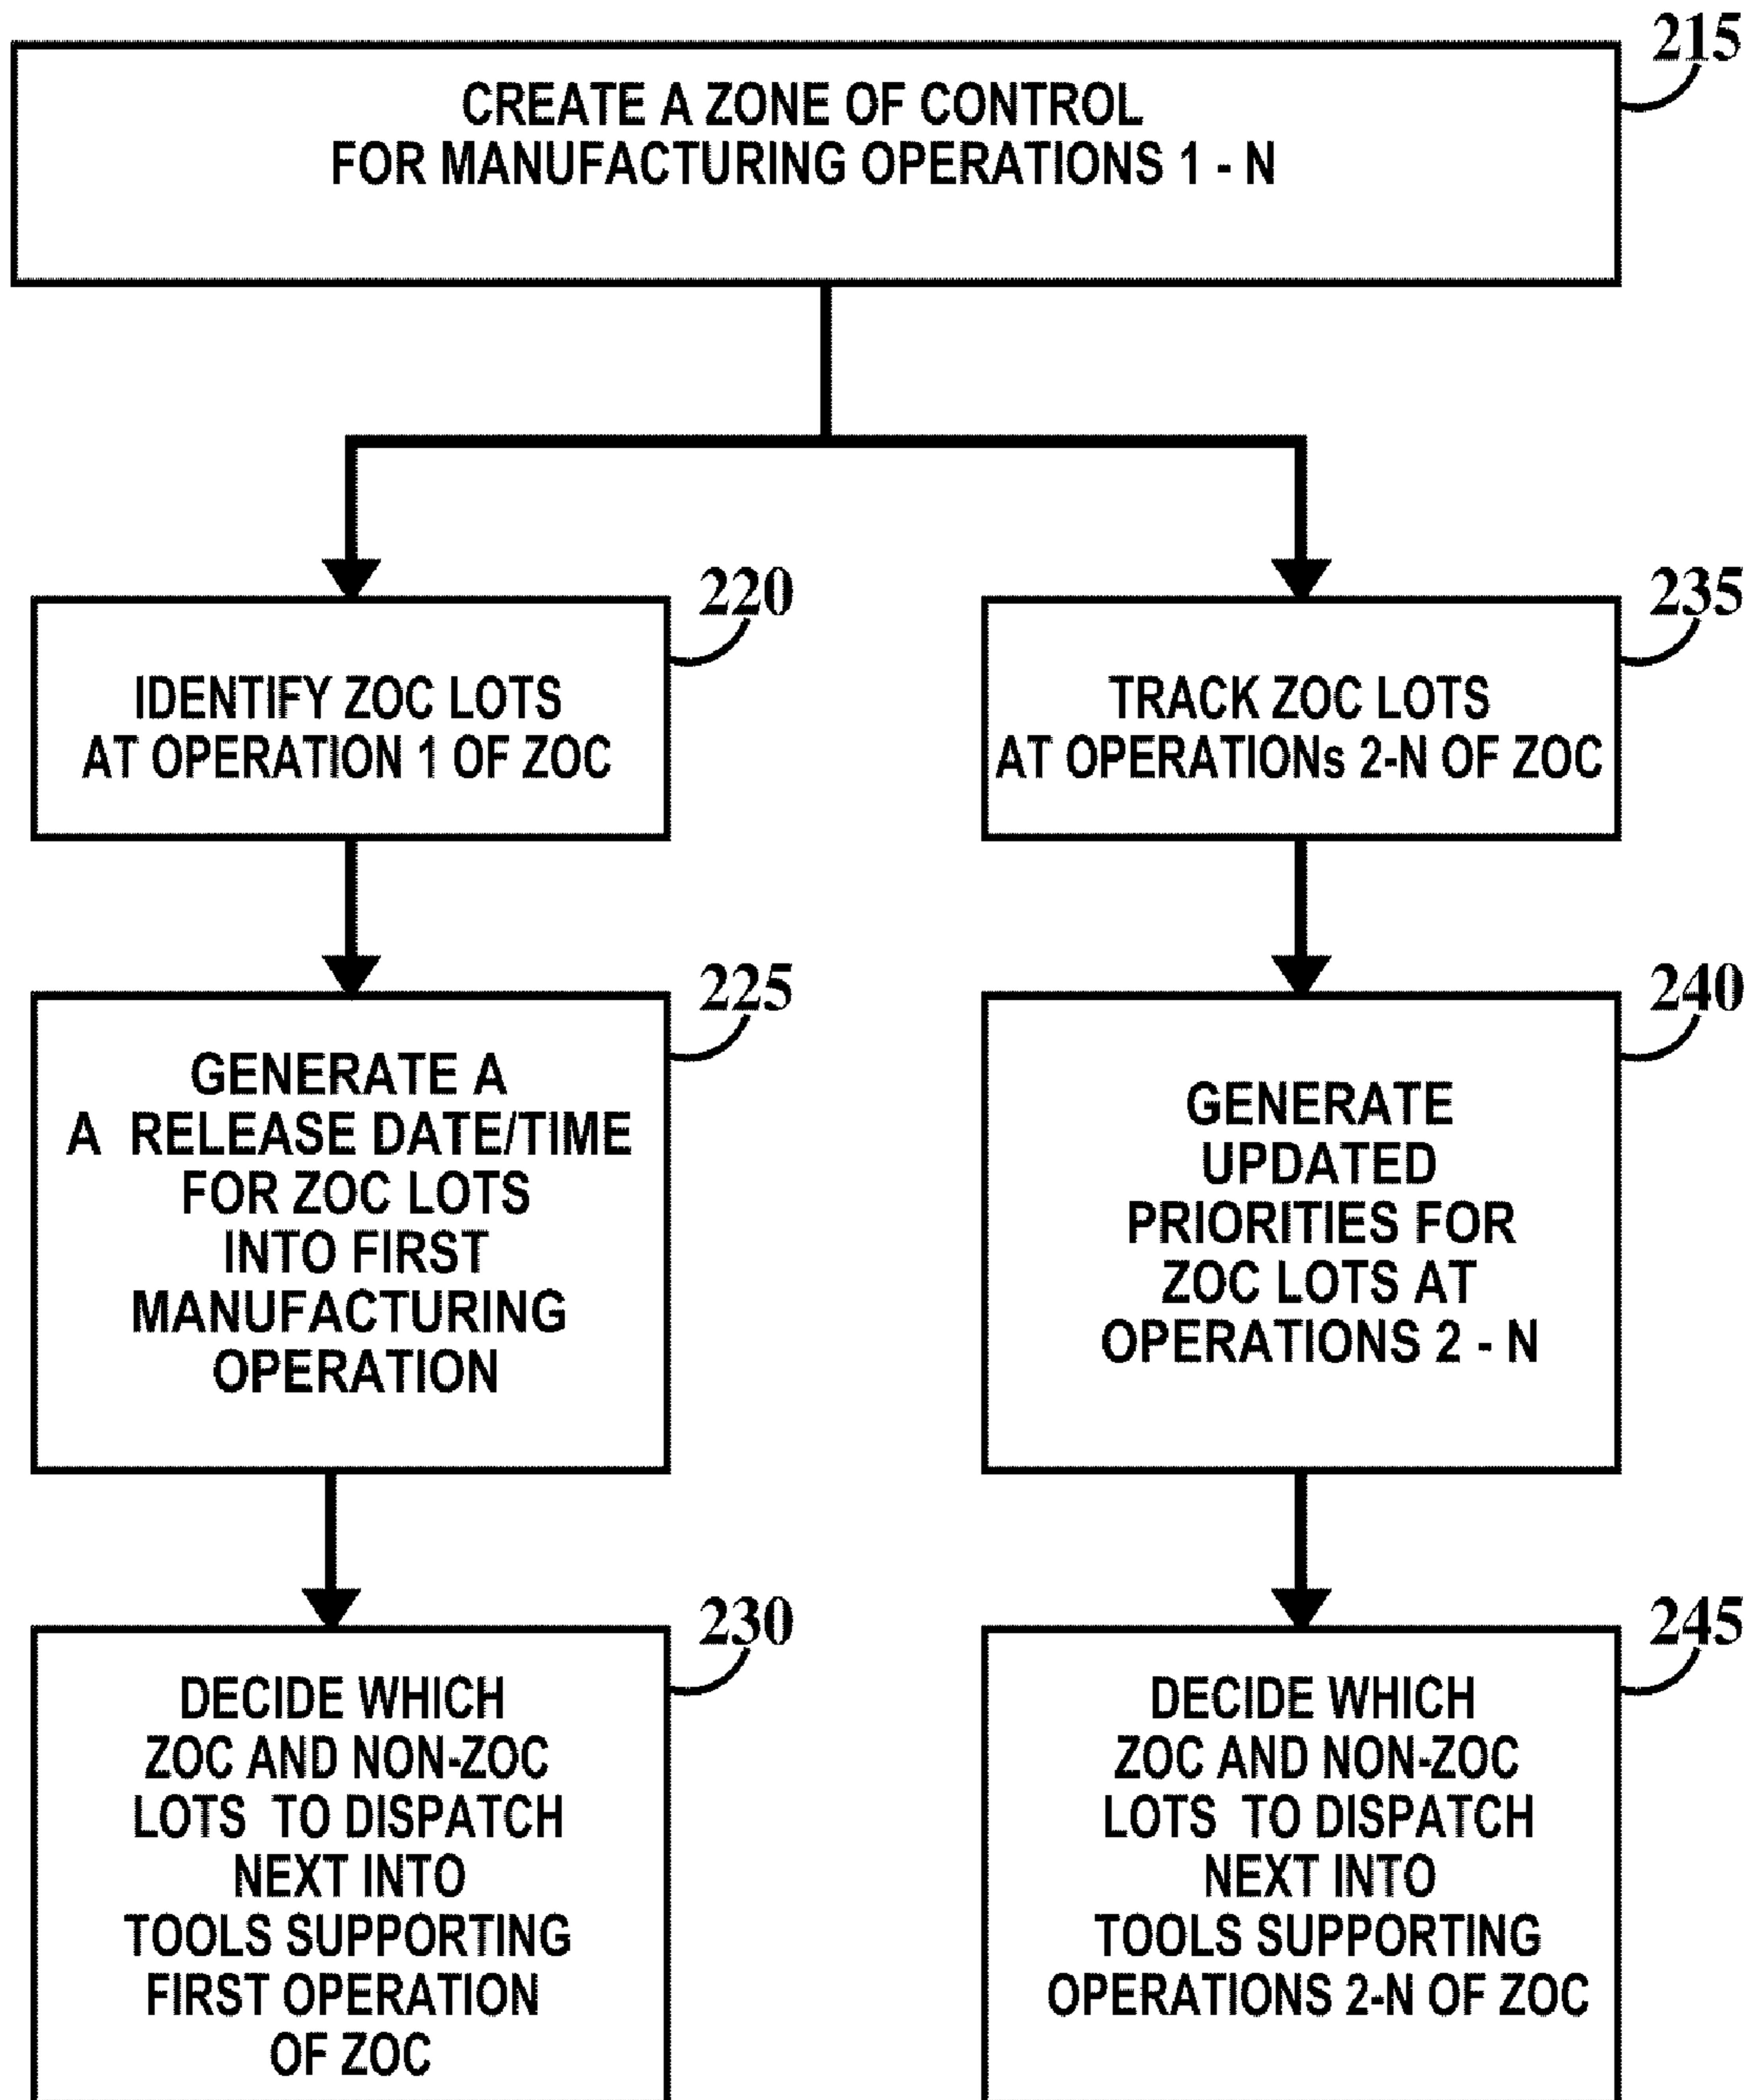 215
CREATE A ZONE OF CONTROL
FOR MANUFACTURING OPERATIONS 1 - N
220
IDENTIFY ZOC LOTS
AT OPERATION 1 OF ZOC
225
GENERATE A
A RELEASE DATE/TIME
FOR ZOC LOTS
INTO FIRST
MANUFACTURING
OPERATION
230
DECIDE WHICH
ZOC AND NON-ZOC
LOTS TO DISPATCH
NEXT INTO
TOOLS SUPPORTING
FIRST OPERATION
OF ZOC
235
TRACK ZOC LOTS
AT OPERATIONs 2-N OF ZOC
240
GENERATE
UPDATED
PRIORITIES FOR
ZOC LOTS AT
OPERATIONS 2 - N
245
DECIDE WHICH
ZOC AND NON-ZOC
LOTS TO DISPATCH
NEXT INTO
TOOLS SUPPORTING
OPERATIONS 2-N OF ZOC